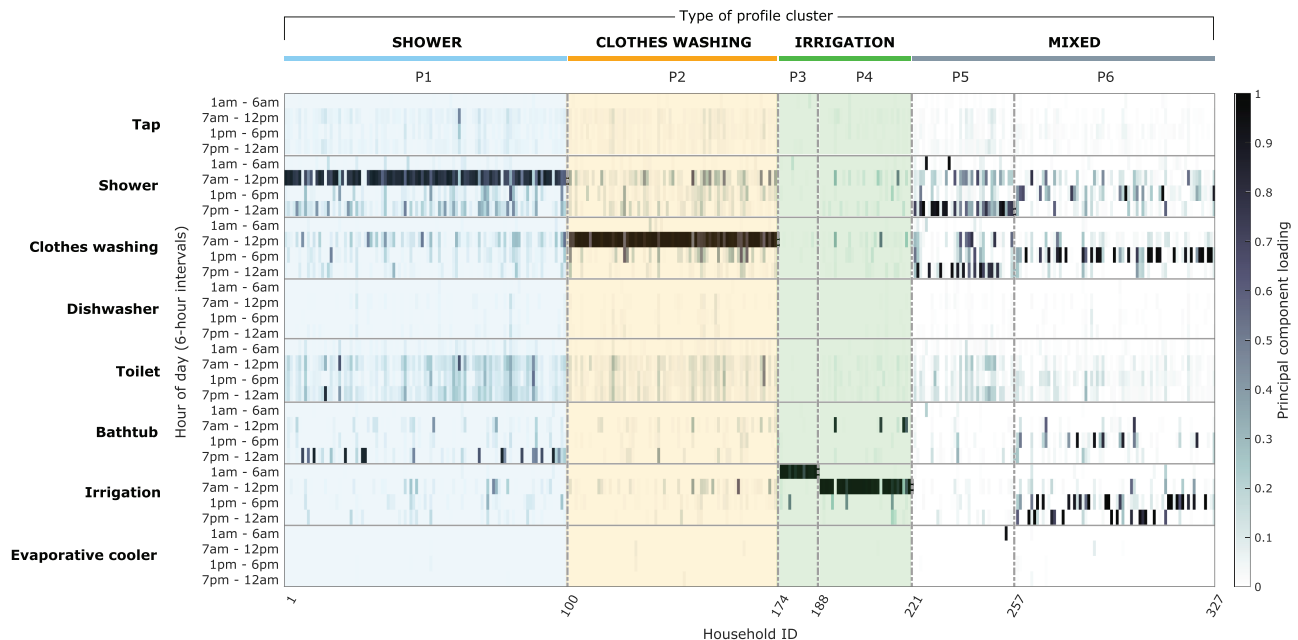 Type of profile cluster
SHOWER CLOTHES WASHING IRRIGATION MIXED
P1 P2 P3 P4 P5 P6
Hour of day (6-hour intervals)
Tap
1am - 6am
7am - 12pm
1pm - 6pm
7pm - 12am
Shower
1am - 6am
7am - 12pm
1pm - 6pm
7pm - 12am
Clothes washing
1am - 6am
7am - 12pm
1pm - 6pm
7pm - 12am
Dishwasher
1am - 6am
7am - 12pm
1pm - 6pm
7pm - 12am
Toilet
1am - 6am
7am - 12pm
1pm - 6pm
7pm - 12am
Bathtub
1am - 6am
7am - 12pm
1pm - 6pm
7pm - 12am
Irrigation
1am - 6am
7am - 12pm
1pm - 6pm
7pm - 12am
Evaporative cooler
1am - 6am
7am - 12pm
1pm - 6pm
7pm - 12am
1 100 174 188 221 257 327
Household ID
1
0.9
0.8
0.7
0.6
0.5
0.4
0.3
0.2
0.1
0
Principal component loading